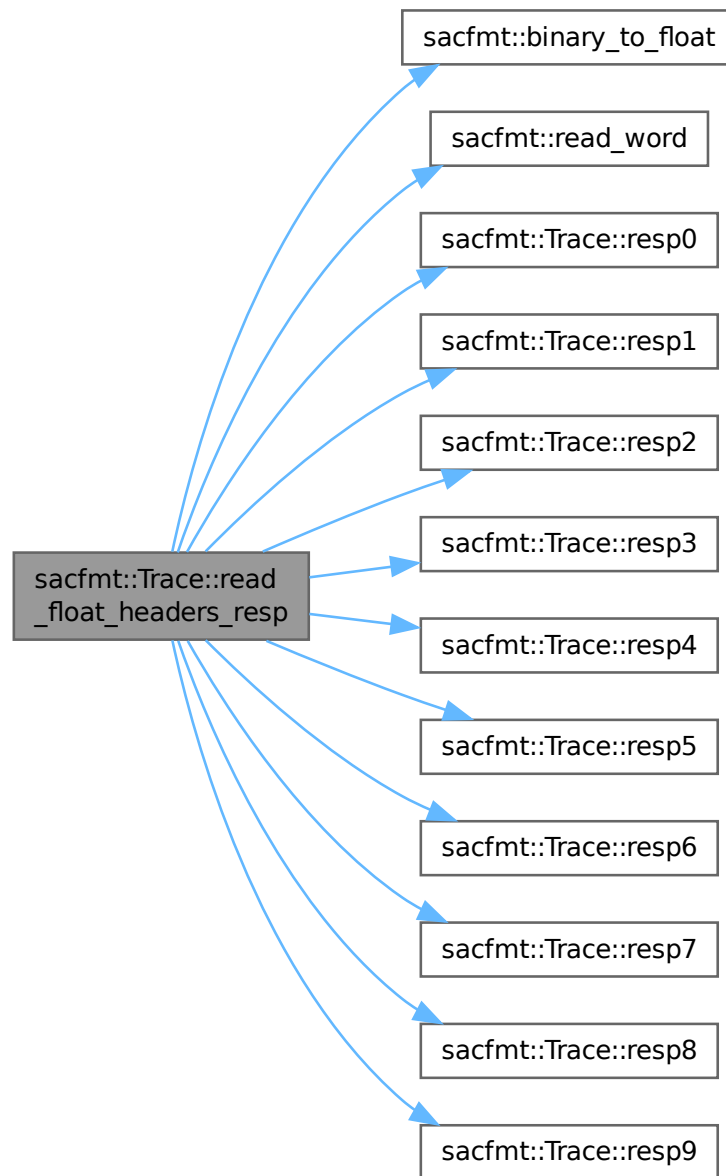 sacfmt::binary_to_float
sacfmt::read_word
sacfmt::Trace::resp0
sacfmt::Trace::resp1
sacfmt::Trace::resp2
sacfmt::Trace::resp3
sacfmt::Trace::read
_float_headers_resp
sacfmt::Trace::resp4
sacfmt::Trace::resp5
sacfmt::Trace::resp6
sacfmt::Trace::resp7
sacfmt::Trace::resp8
sacfmt::Trace::resp9